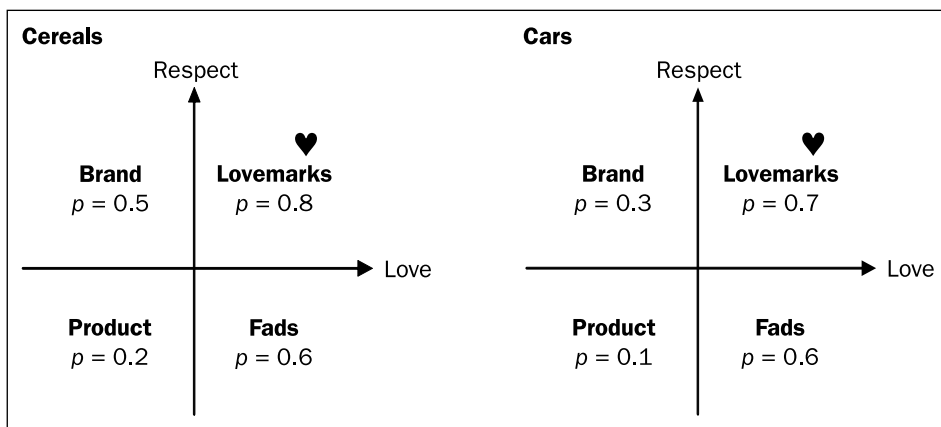 Cereals
Respect
Brand
p = 0.5
Lovemarks
p = 0.8
Love
Product
p = 0.2
Fads
p = 0.6
Cars
Respect
Brand
p = 0.3
Lovemarks
p = 0.7
Love
Product
p = 0.1
Fads
p = 0.6